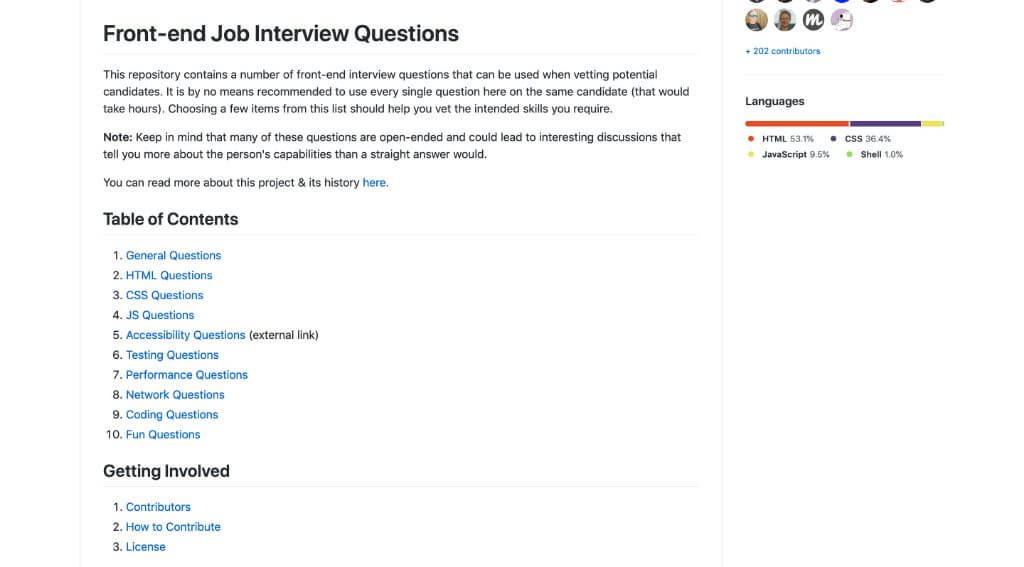 Front-end Job Interview Questions
This repository contains a number of front-end interview questions that can be used when vetting potential
candidates. It is by no means recommended to use every single question here on the same candidate (that would
take hours). Choosing a few items from this list should help you vet the intended skills you require.
Note: Keep in mind that many of these questions are open-ended and could lead to interesting discussions that
tell you more about the person's capabilities than a straight answer would.
You can read more about this project & its history here.
Table of Contents
1. General Questions
2. HTML Questions
3. CSS Questions
4. JS Questions
5. Accessibility Questions (external link)
6. Testing Questions
7. Performance Questions
8. Network Questions
9. Coding Questions
10. Fun Questions
Getting Involved
1. Contributors
2. How to Contribute
3. License
m
+ 202 contributors
Languages
HTML 53.1% CSS 36.4%
JavaScript 9.5% Shell 1.0%